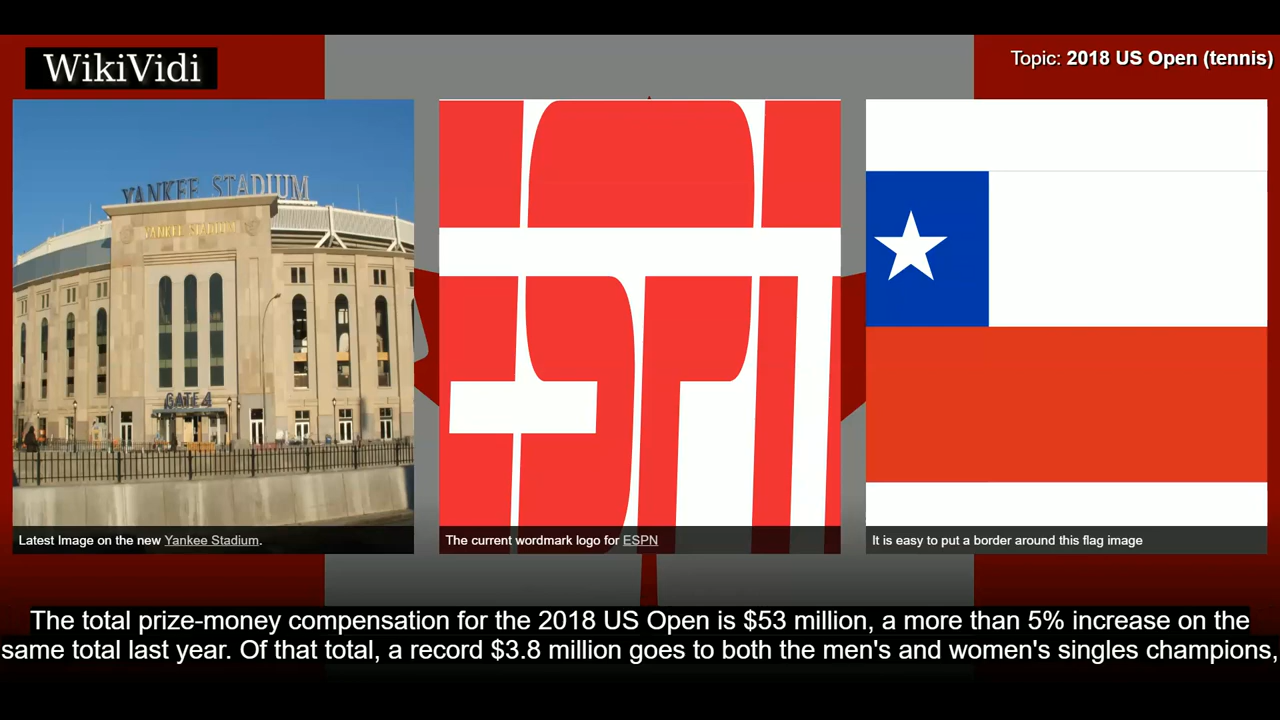 WikiVidi
Topic: 2018 US Open (tennis)
YANKEE STADIUM
YANKEE STADIUM
GATE 4
ESPN
Latest Image on the new Yankee Stadium.
The current wordmark logo for ESPN
It is easy to put a border around this flag image
The total prize-money compensation for the 2018 US Open is $53 million, a more than 5% increase on the
same total last year. Of that total, a record $3.8 million goes to both the men's and women's singles champions,